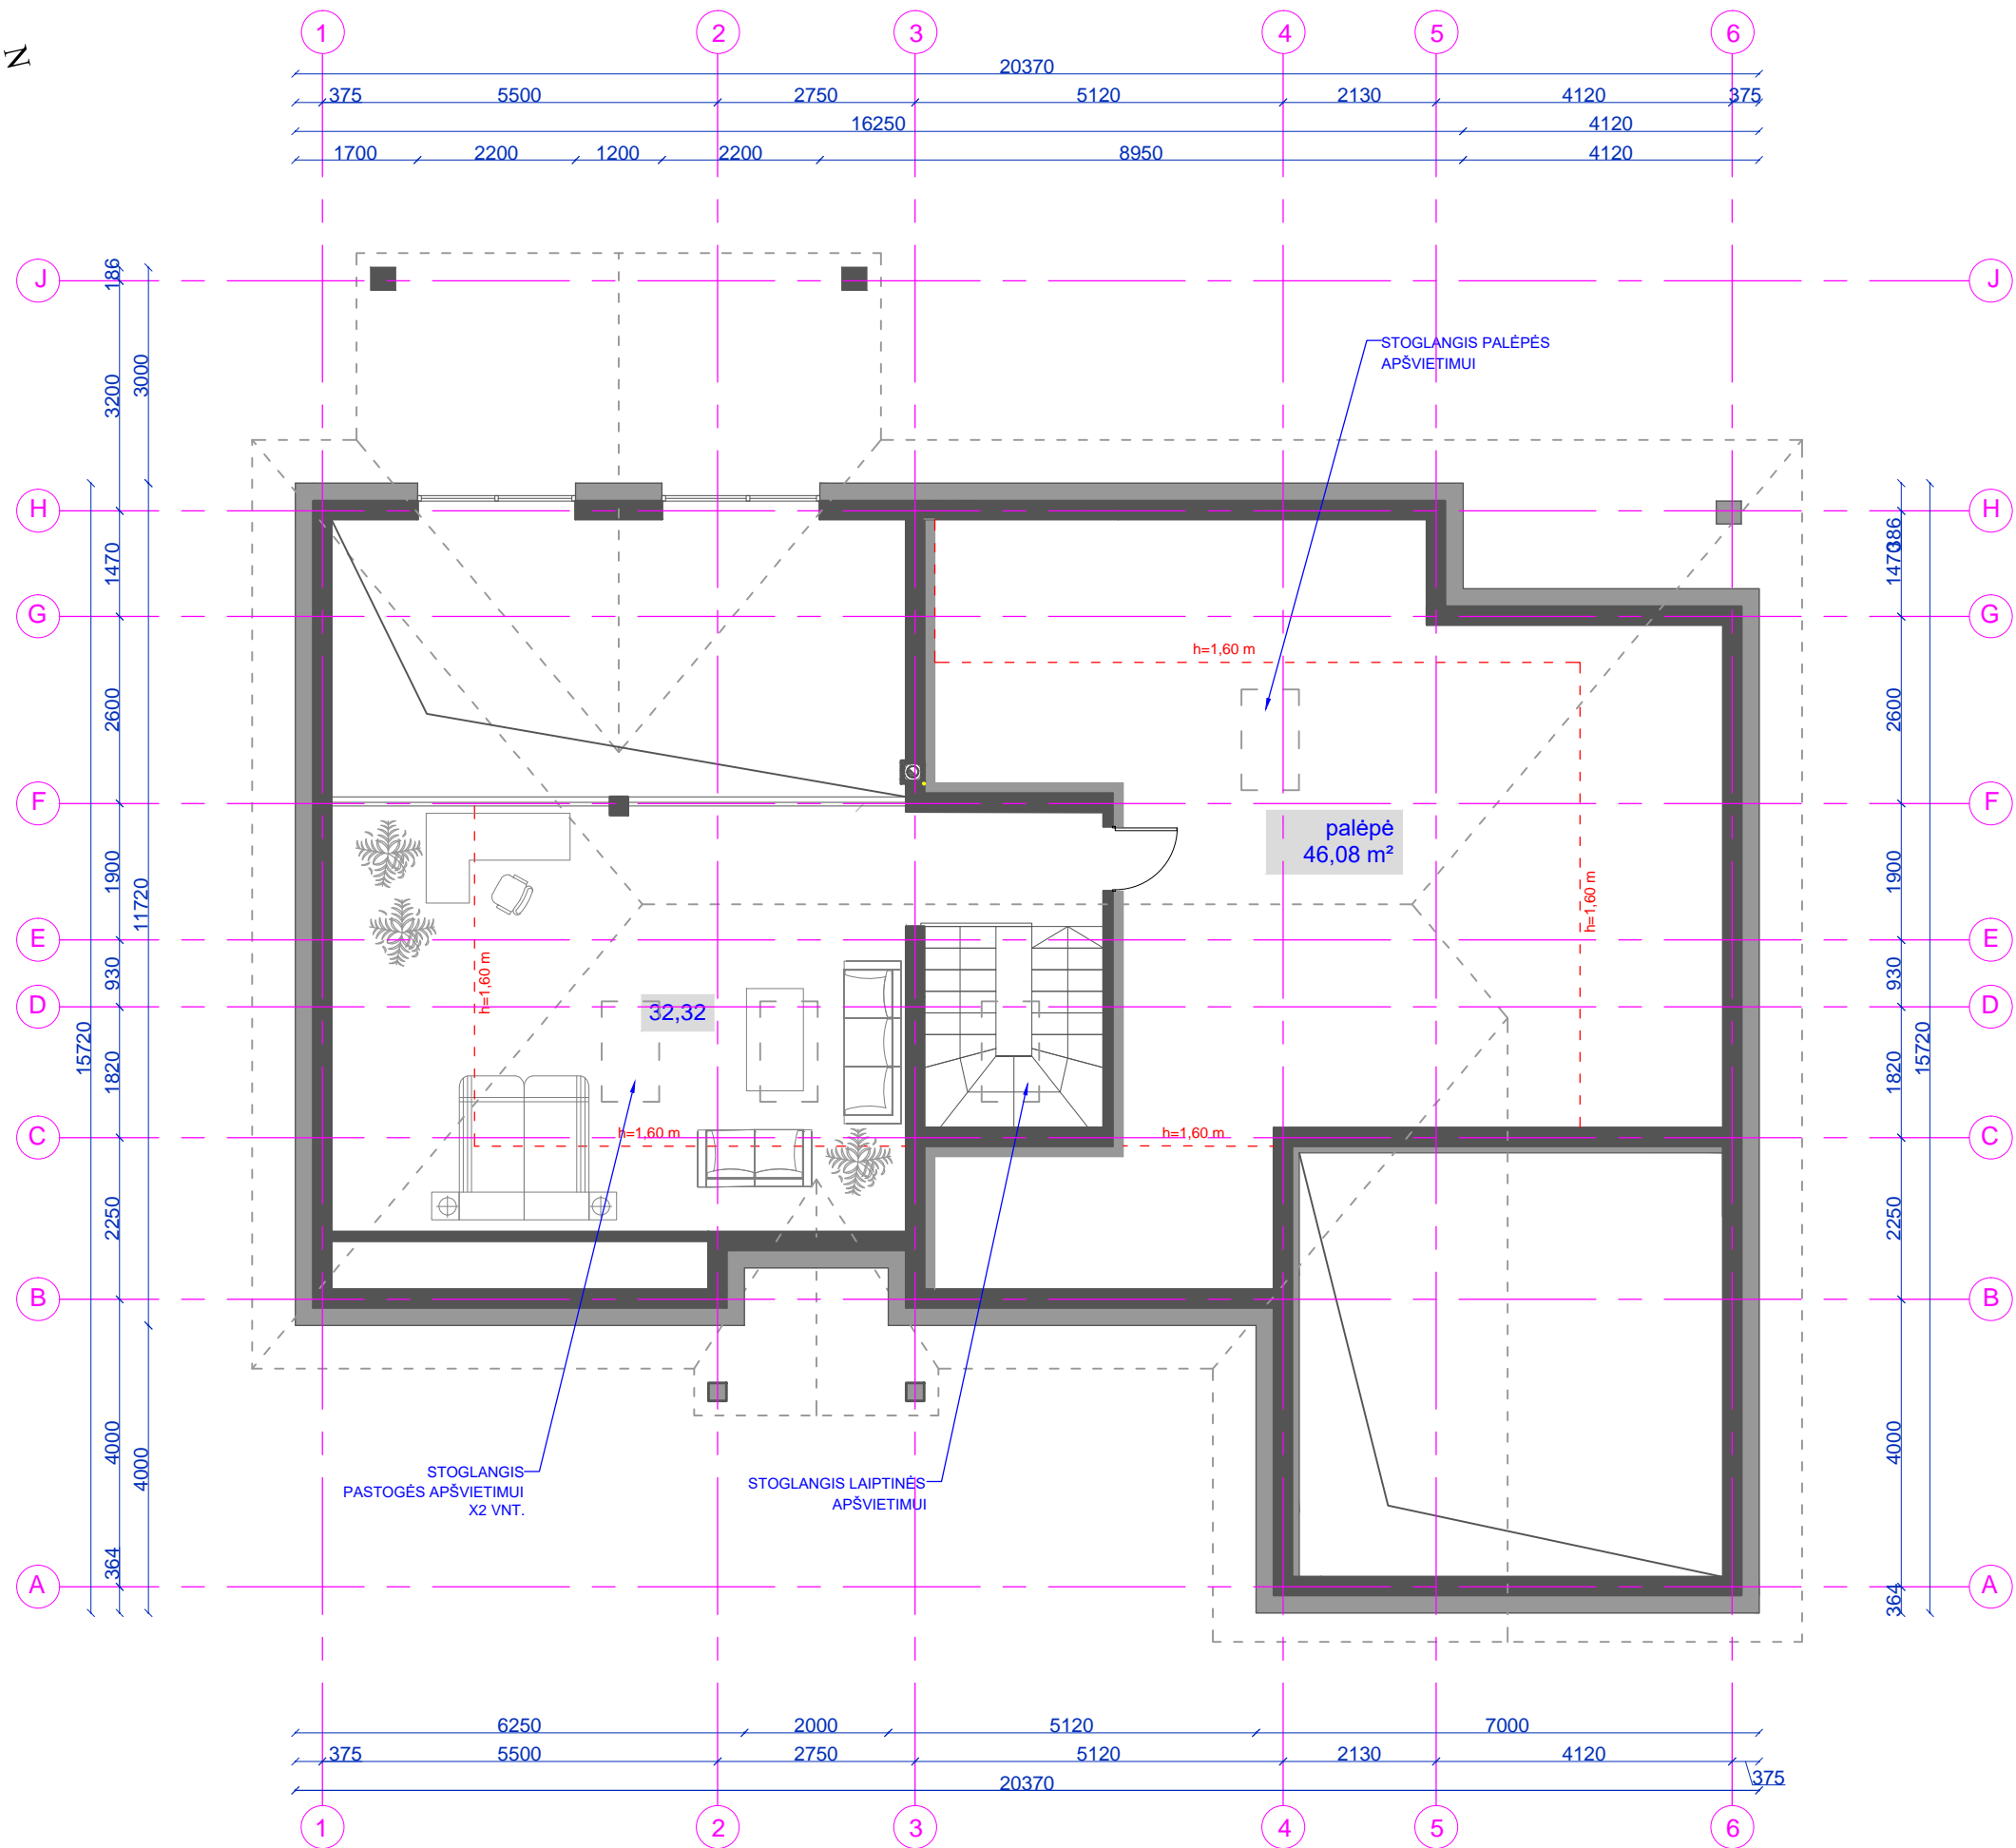 N
1 2 3 4 5 6
20370
375 5500 2750 5120 2130 4120 375
16250 4120
1700 2200 1200 2200 8950 4120
J 186 J
3200 3000
STOGLANGIS PALĖPĖS
APŠVIETIMUI
H 386 H
1470 1470
G G
h=1,60 m
2600 2600
F F
palėpė
46,08 m²
1900 11720 h=1,60 m 1900
E E
930 h=1,60 m 930
D 32,32 D
15720 1820 1820 15720
C h=1,60 m h=1,60 m C
2250 2250
B B
4000 4000 4000
STOGLANGIS
PASTOGĖS APŠVIETIMUI
X2 VNT.
STOGLANGIS LAIPTINĖS
APŠVIETIMUI
364 364
A A
6250 2000 5120 7000
375 5500 2750 5120 2130 4120 375
20370
1 2 3 4 5 6